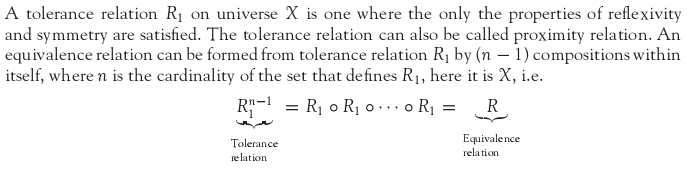 A tolerance relation R₁ on universe X is one where the only the properties of reflexivity
and symmetry are satisfied. The tolerance relation can also be called proximity relation. An
equivalence relation can be formed from tolerance relation R₁ by (n − 1) compositions within
itself, where n is the cardinality of the set that defines R₁, here it is X, i.e.
R₁ⁿ⁻¹ = R₁ ∘ R₁ ∘ ⋯ ∘ R₁ = R
Tolerance relation
Equivalence relation